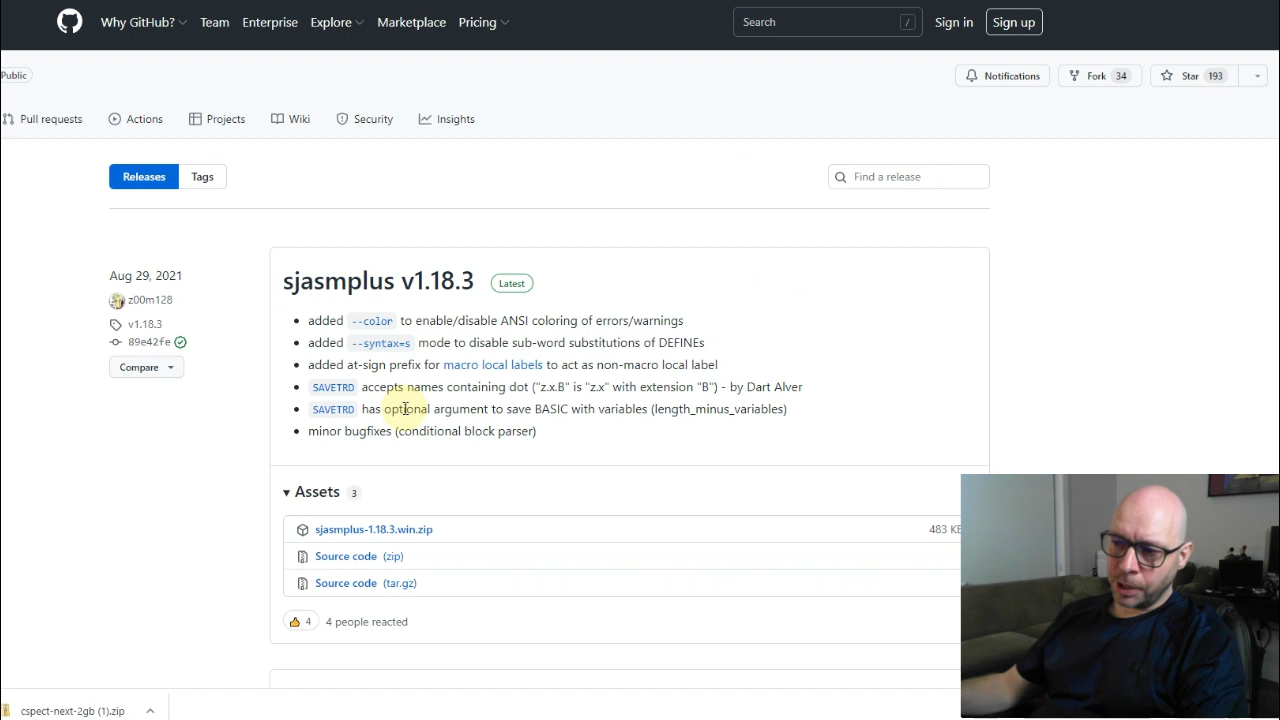 Why GitHub? Team Enterprise Explore Marketplace Pricing Search / Sign in Sign up
Public Notifications Fork 34 Star 193
Pull requests Actions Projects Wiki Security Insights
Releases Tags Find a release
Aug 29, 2021
z00m128
v1.18.3
89e42fe
Compare
sjasmplus v1.18.3 Latest
• added --color to enable/disable ANSI coloring of errors/warnings
• added --syntax=s mode to disable sub-word substitutions of DEFINEs
• added at-sign prefix for macro local labels to act as non-macro local label
• SAVETRD accepts names containing dot ("z.x.B" is "z.x" with extension "B") - by Dart Alver
• SAVETRD has optional argument to save BASIC with variables (length_minus_variables)
• minor bugfixes (conditional block parser)
Assets 3
sjasmplus-1.18.3.win.zip 483 KB
Source code (zip)
Source code (tar.gz)
4 4 people reacted
cspect-next-2gb (1).zip